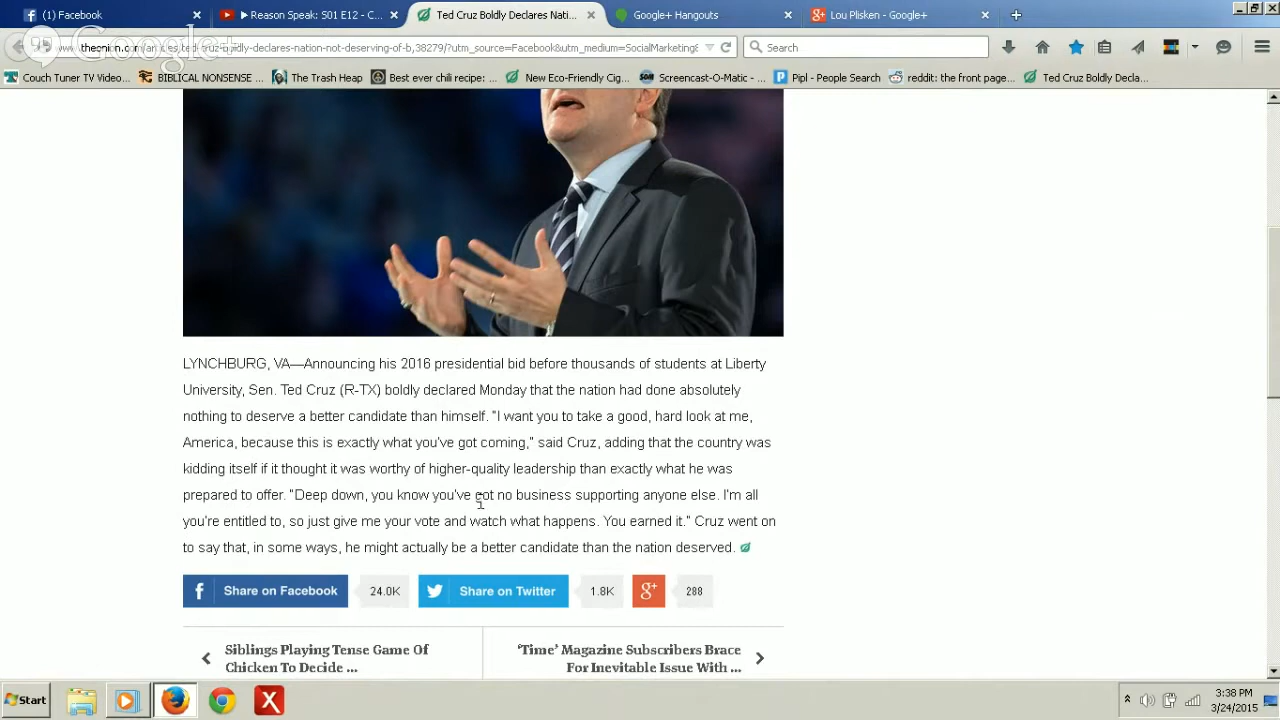 (1) Facebook
Reason Speak: S01 E12 - C...
Ted Cruz Boldly Declares Nati...
Google+ Hangouts
Lou Plisken - Google+
Google+
Search
Couch Tuner TV Video...
BIBLICAL NONSENSE ...
The Trash Heap
Best ever chili recipe: ...
New Eco-Friendly Cig...
Screencast-O-Matic - ...
Pipl - People Search
reddit: the front page...
Ted Cruz Boldly Decla...
LYNCHBURG, VA—Announcing his 2016 presidential bid before thousands of students at Liberty
University, Sen. Ted Cruz (R-TX) boldly declared Monday that the nation had done absolutely
nothing to deserve a better candidate than himself. "I want you to take a good, hard look at me,
America, because this is exactly what you've got coming," said Cruz, adding that the country was
kidding itself if it thought it was worthy of higher-quality leadership than exactly what he was
prepared to offer. "Deep down, you know you've got no business supporting anyone else. I'm all
you're entitled to, so just give me your vote and watch what happens. You earned it." Cruz went on
to say that, in some ways, he might actually be a better candidate than the nation deserved.
Share on Facebook 24.0K Share on Twitter 1.8K g+ 288
Siblings Playing Tense Game Of
Chicken To Decide ...
'Time' Magazine Subscribers Brace
For Inevitable Issue With ...
Start
3:38 PM
3/24/2015